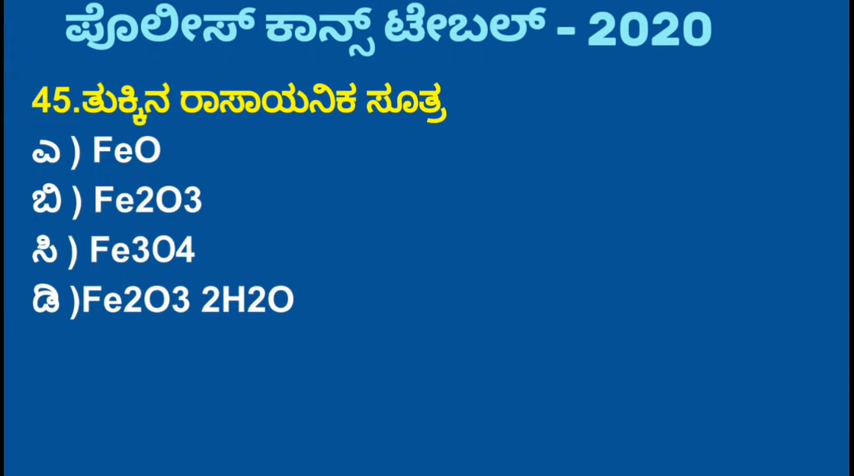 ಪೊಲೀಸ್ ಕಾನ್ಸ್ ಟೇಬಲ್ - 2020
45.ತುಕ್ಕಿನ ರಾಸಾಯನಿಕ ಸೂತ್ರ
ಎ ) FeO
ಬಿ ) Fe2O3
ಸಿ ) Fe3O4
ಡಿ )Fe2O3 2H2O